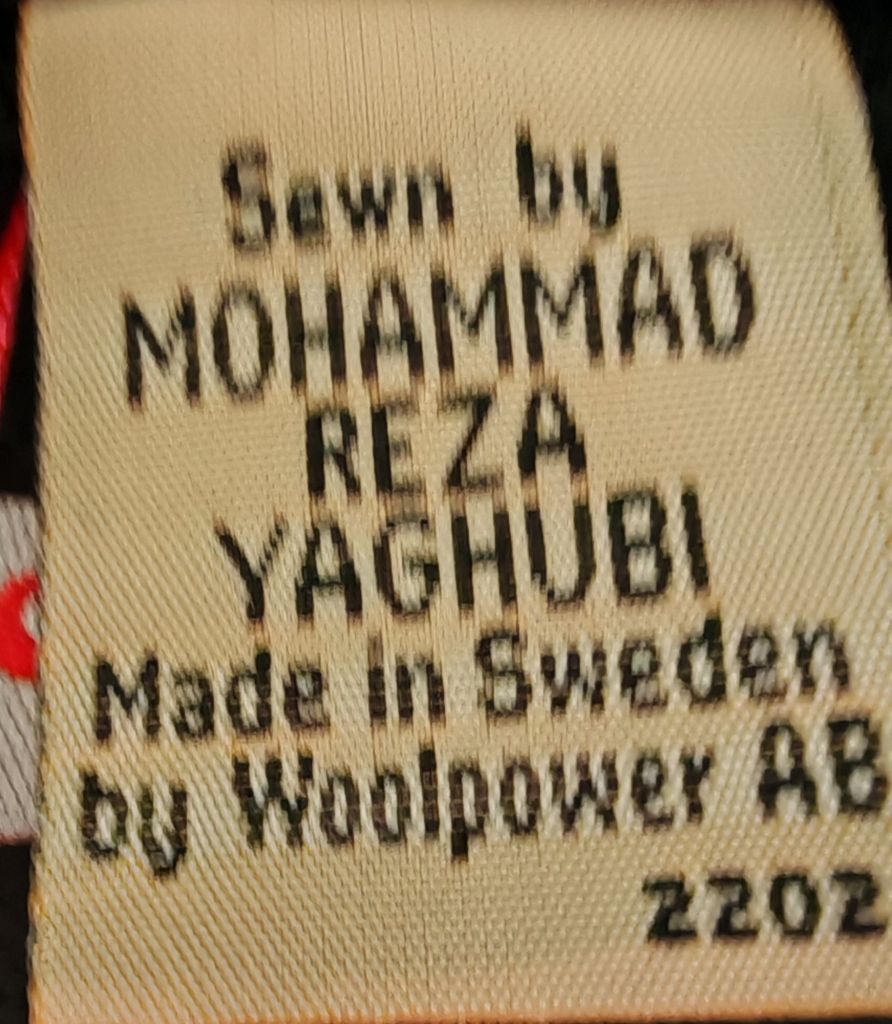 Sewn by
MOHAMMAD
REZA
YAGHUBI
Made in Sweden
by Woolpower AB
2202